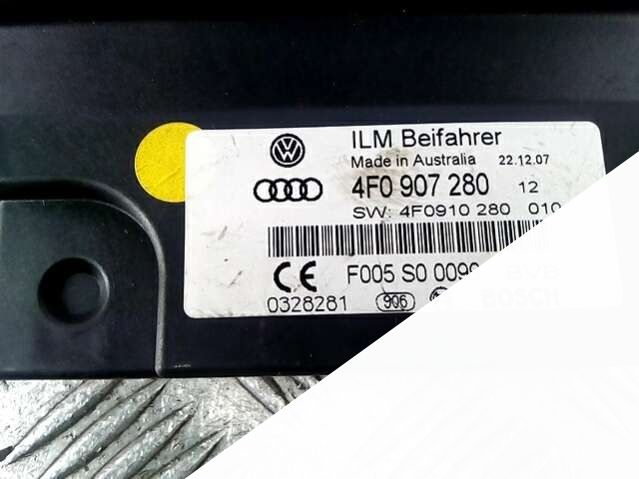 ILM Beifahrer
Made in Australia 22.12.07
4F0 907 280 12
SW: 4F0910 280 010
CE F005 S0 009
0328281 906 BOSCH